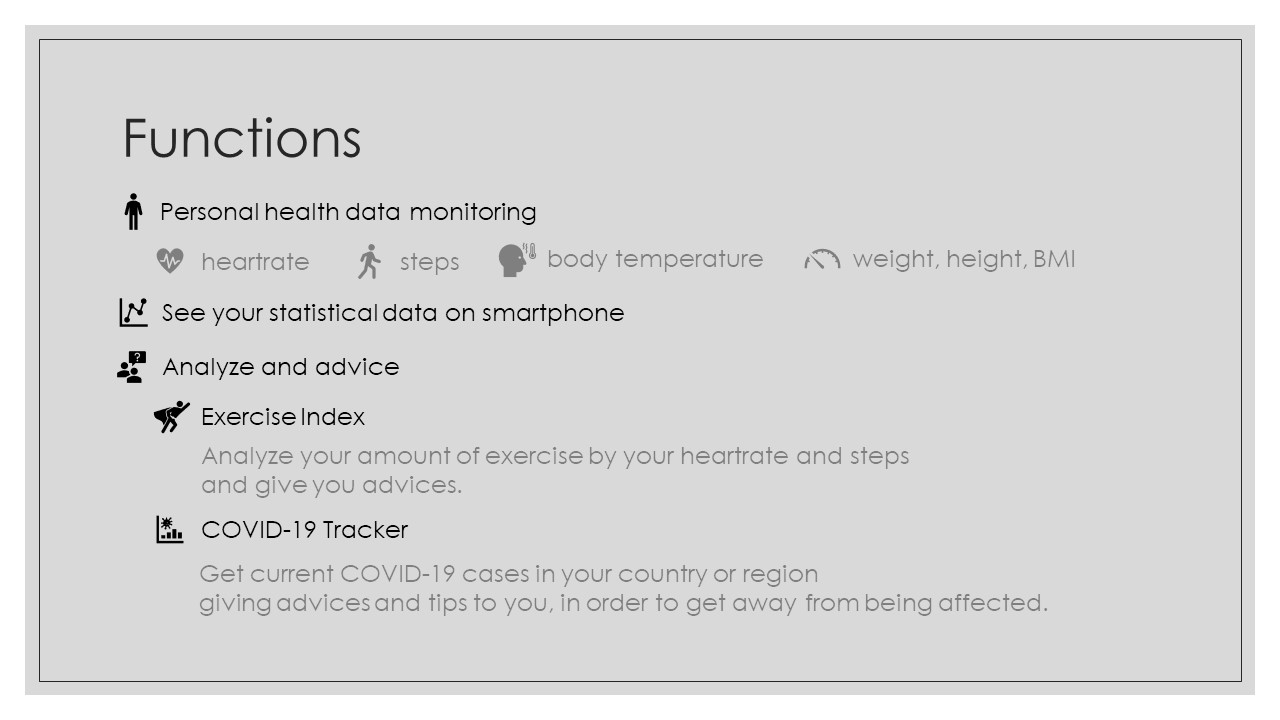 Functions
Personal health data monitoring
heartrate steps body temperature weight, height, BMI
See your statistical data on smartphone
?
Analyze and advice
Exercise Index
Analyze your amount of exercise by your heartrate and steps
and give you advices.
COVID-19 Tracker
Get current COVID-19 cases in your country or region
giving advices and tips to you, in order to get away from being affected.